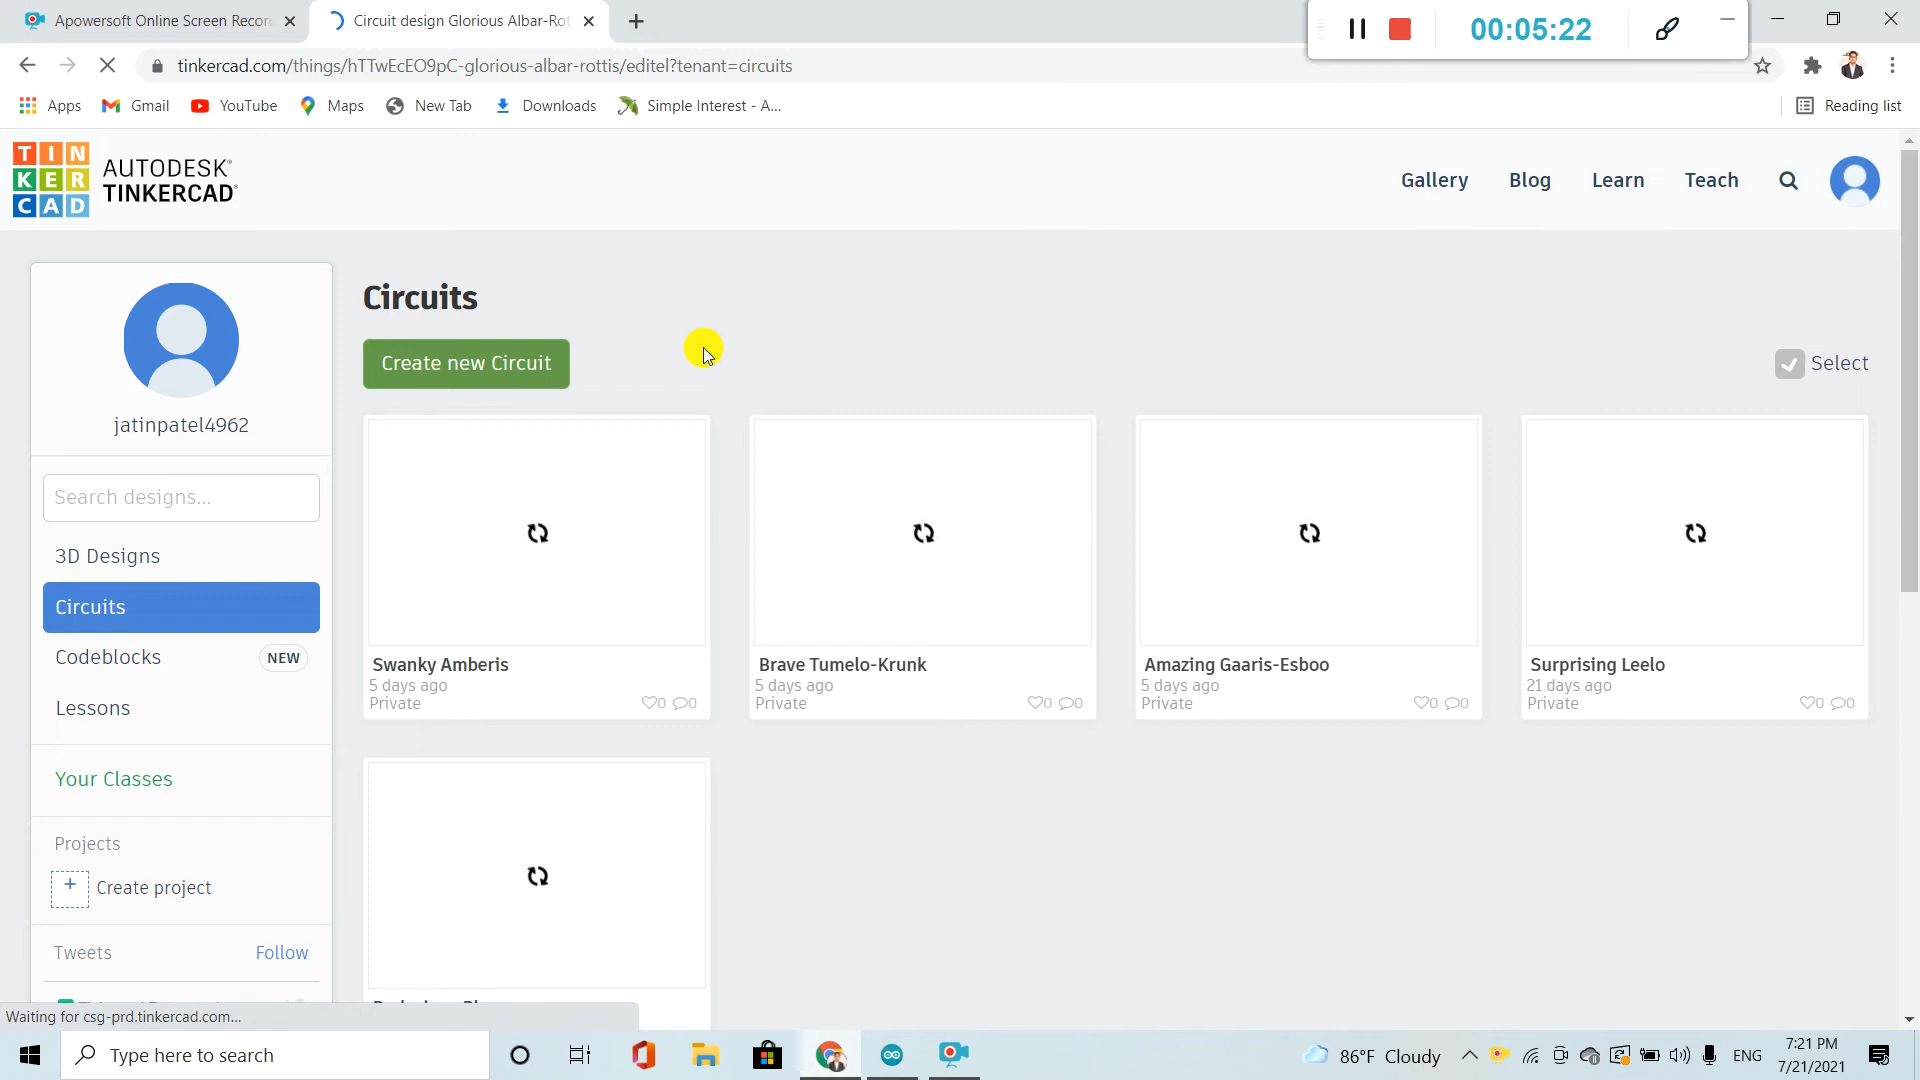 Apowersoft Online Screen Recor
Circuit design Glorious Albar-Rot
00:05:22
tinkercad.com/things/hTTwEcEO9pC-glorious-albar-rottis/editel?tenant=circuits
Apps
Gmail
YouTube
Maps
New Tab
Downloads
Simple Interest - A...
Reading list
TIN
KER
CAD
AUTODESK
TINKERCAD
Gallery
Blog
Learn
Teach
jatinpatel4962
Search designs...
3D Designs
Circuits
Codeblocks
NEW
Lessons
Your Classes
Projects
+ Create project
Tweets
Follow
Circuits
Create new Circuit
Select
Swanky Amberis
5 days ago
Private
0 0
Brave Tumelo-Krunk
5 days ago
Private
0 0
Amazing Gaaris-Esboo
5 days ago
Private
0 0
Surprising Leelo
21 days ago
Private
0 0
Waiting for csg-prd.tinkercad.com...
Type here to search
86°F Cloudy
ENG
7:21 PM
7/21/2021